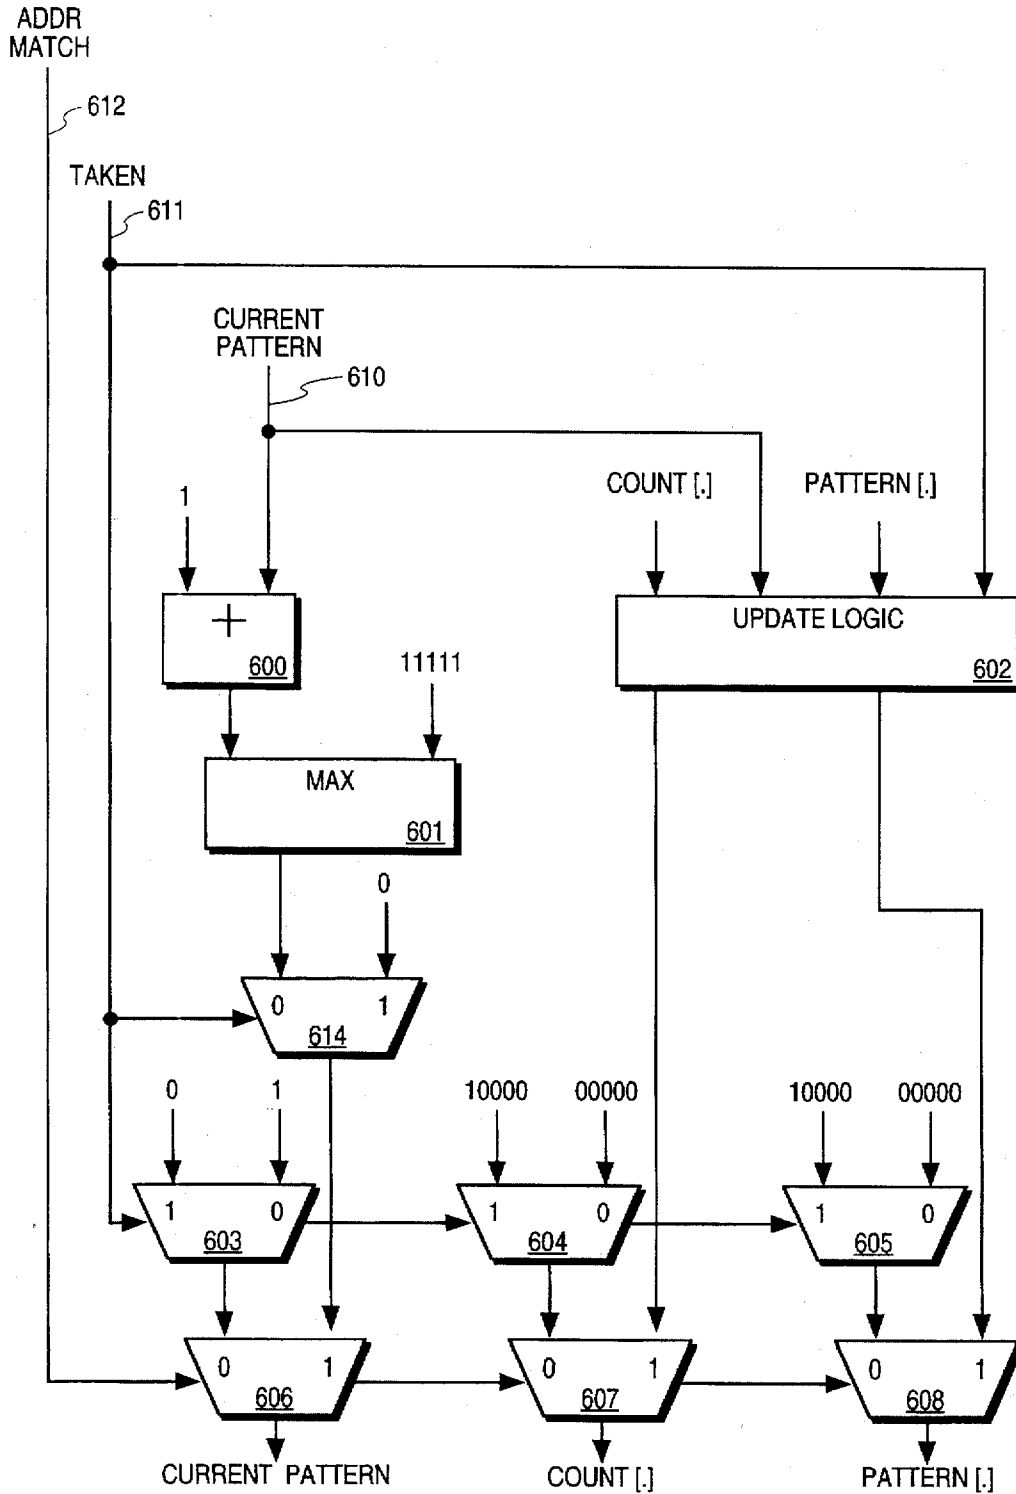 ADDR
MATCH
612
TAKEN
611
CURRENT
PATTERN
610
1
COUNT [.]
PATTERN [.]
+
600
UPDATE LOGIC
602
11111
MAX
601
0
0 1
614
0 1
10000 00000
10000 00000
1 0
603
1 0
604
1 0
605
0 1
606
0 1
607
0 1
608
CURRENT PATTERN
COUNT [.]
PATTERN [.]